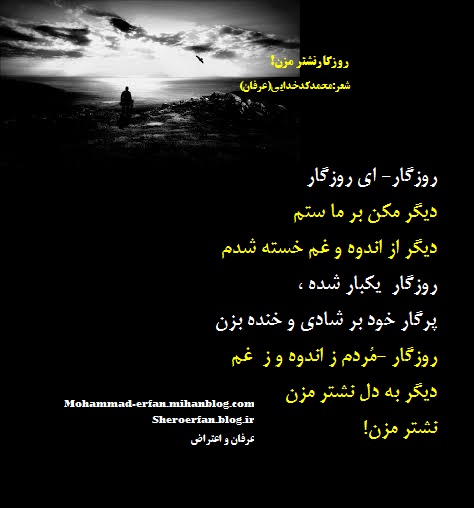 روزگارنشتر مزن!
شعر:محمدکدخدایی(عرفان)
روزگار- ای روزگار
دیگر مکن بر ما ستم
دیگر از اندوه و غم خسته شدم
روزگار یکبار شده ،
پرگار خود بر شادی و خنده بزن
روزگار -مُردم ز اندوه و ز غم
دیگر به دل نشتر مزن
نشتر مزن!
Mohammad-erfan.mihanblog.com
Sheroerfan.blog.ir
عرفان و اعتراض